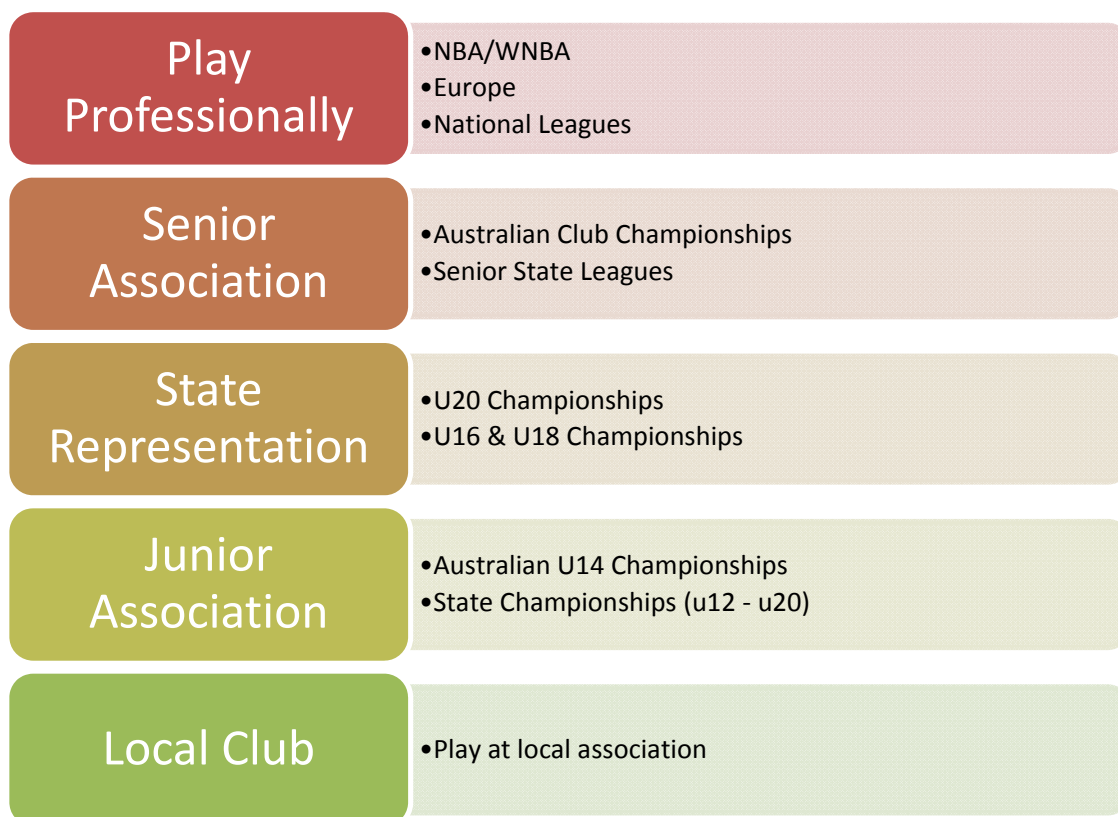 Play
Professionally
•NBA/WNBA
•Europe
•National Leagues
Senior
Association
•Australian Club Championships
•Senior State Leagues
State
Representation
•U20 Championships
•U16 & U18 Championships
Junior
Association
•Australian U14 Championships
•State Championships (u12 - u20)
Local Club
•Play at local association